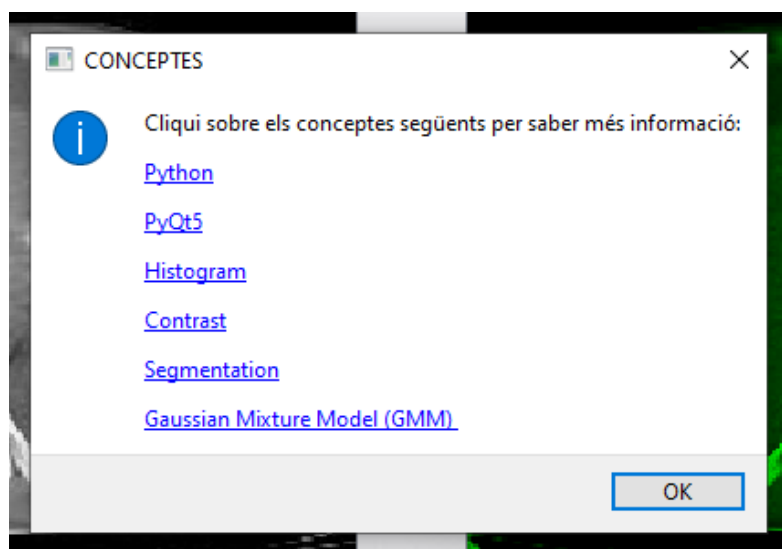 CONCEPTES
Cliqui sobre els conceptes següents per saber més informació:
Python
PyQt5
Histogram
Contrast
Segmentation
Gaussian Mixture Model (GMM)
OK